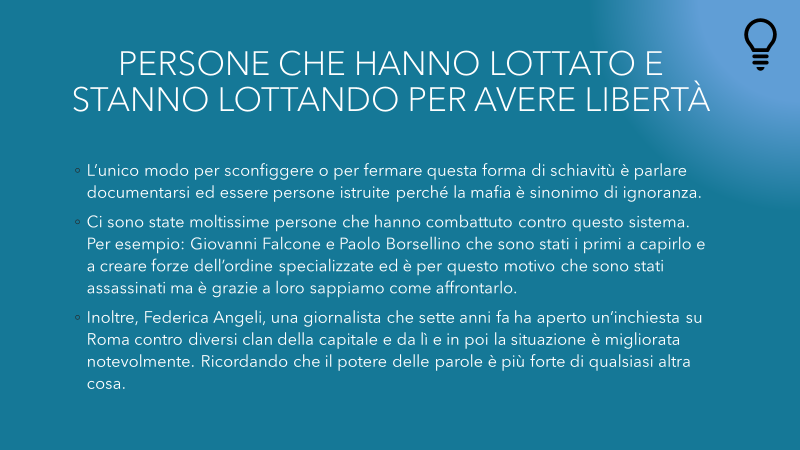 PERSONE CHE HANNO LOTTATO E
STANNO LOTTANDO PER AVERE LIBERTÀ
◦ L'unico modo per sconfiggere o per fermare questa forma di schiavitù è parlare
documentarsi ed essere persone istruite perché la mafia è sinonimo di ignoranza.
◦ Ci sono state moltissime persone che hanno combattuto contro questo sistema.
Per esempio: Giovanni Falcone e Paolo Borsellino che sono stati i primi a capirlo e
a creare forze dell'ordine specializzate ed è per questo motivo che sono stati
assassinati ma è grazie a loro sappiamo come affrontarlo.
◦ Inoltre, Federica Angeli, una giornalista che sette anni fa ha aperto un'inchiesta su
Roma contro diversi clan della capitale e da lì e in poi la situazione è migliorata
notevolmente. Ricordando che il potere delle parole è più forte di qualsiasi altra
cosa.